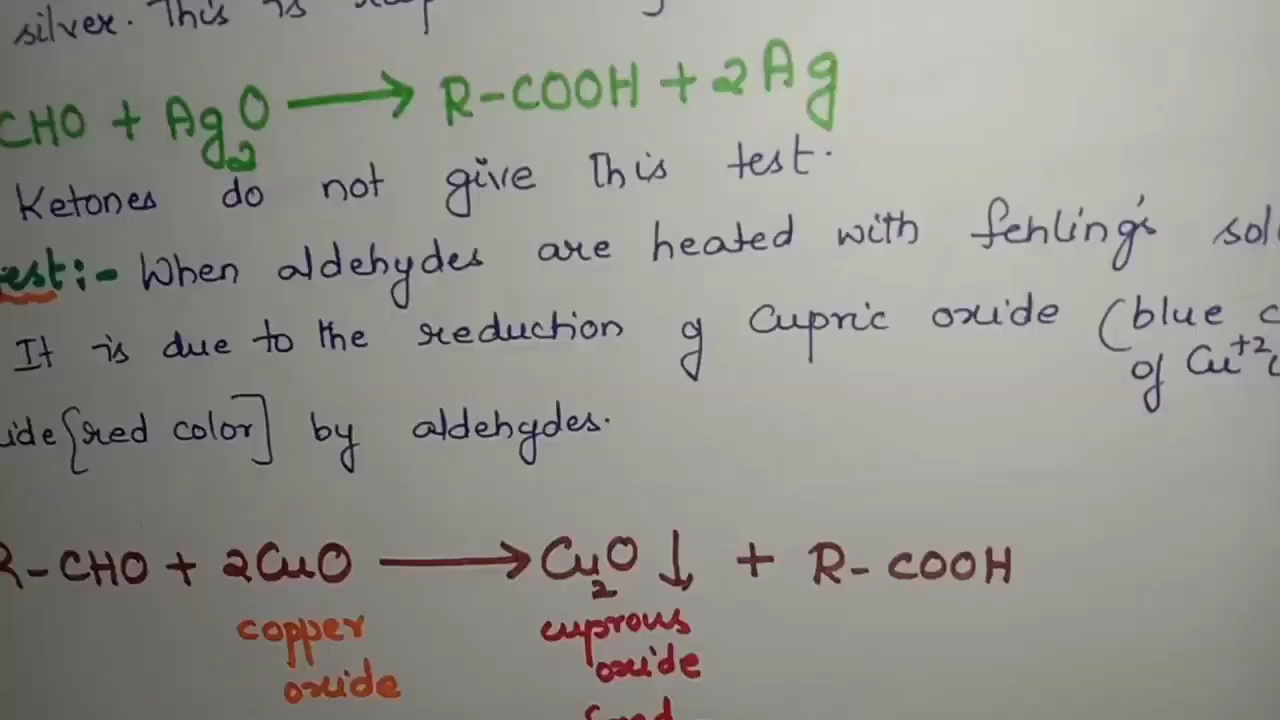 silver. This is
CHO + Ag2O → R-COOH + 2Ag
Ketones do not give This test.
est:- When aldehydes are heated with fehling's sol
It is due to the reduction of cupric oxide (blue c
of Cu+2
ide[red color] by aldehydes.
R-CHO + 2CuO → Cu2O ↓ + R-COOH
copper cuprous
oxide oxide